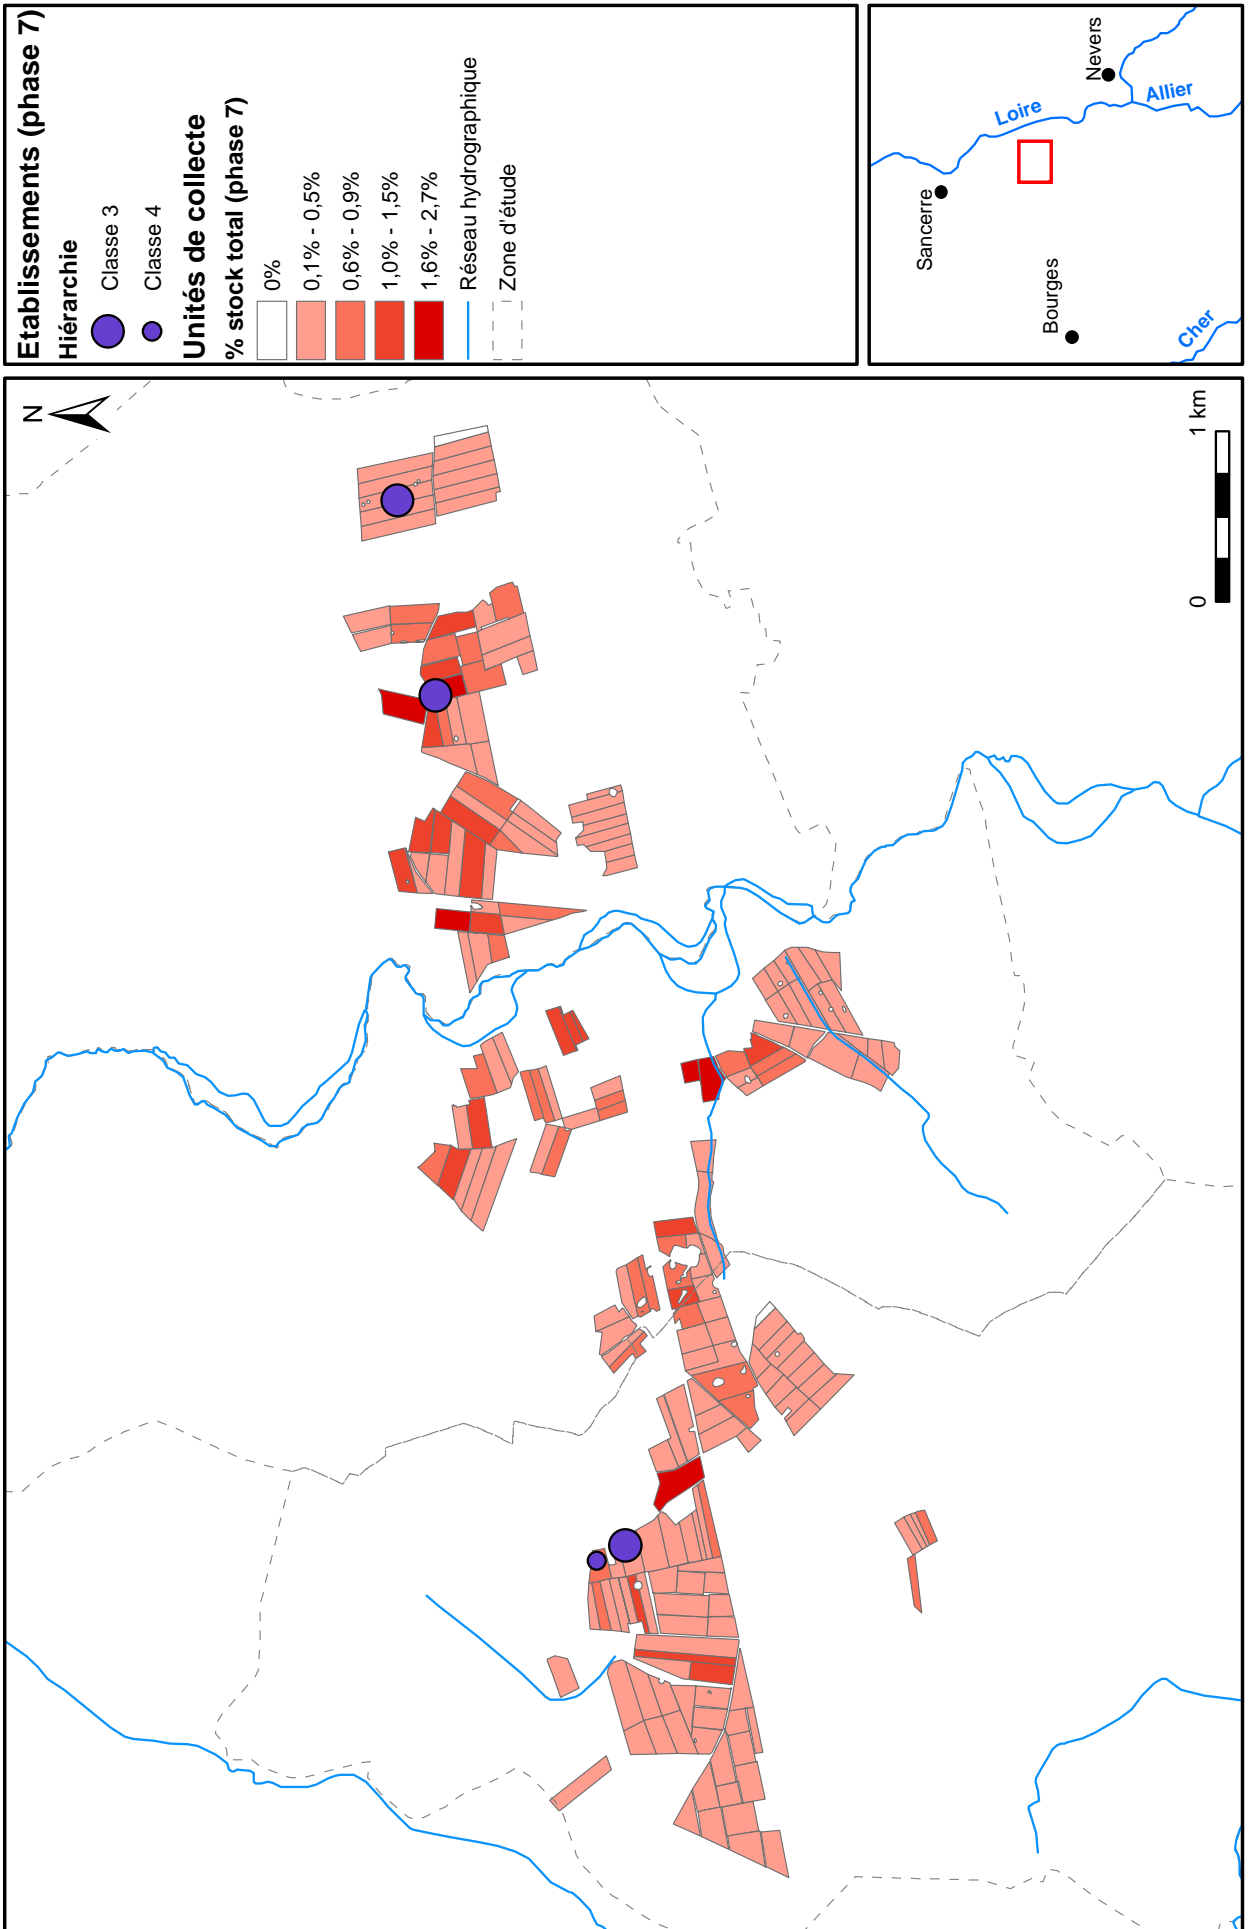 Etablissements (phase 7)
Hiérarchie
Classe 3
Classe 4
Unités de collecte
% stock total (phase 7)
0%
0,1% - 0,5%
0,6% - 0,9%
1,0% - 1,5%
1,6% - 2,7%
Réseau hydrographique
Zone d'étude
Sancerre
Loire
Nevers
Allier
Bourges
Cher
N
0 1 km